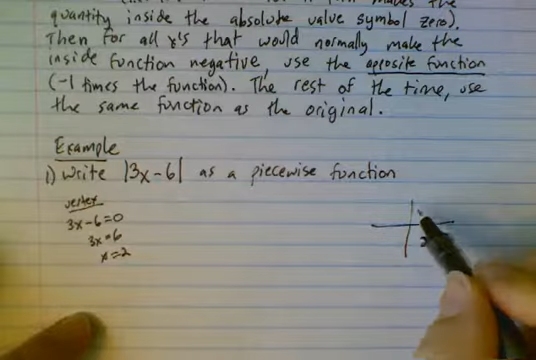 quantity inside the absolute value symbol zero).
Then for all x's that would normally make the
inside function negative, use the opposite function
(-1 times the function). The rest of the time, use
the same function as the original.
Example
1) Write |3x-6| as a piecewise function
vertex
3x-6=0
3x=6
x=2
2